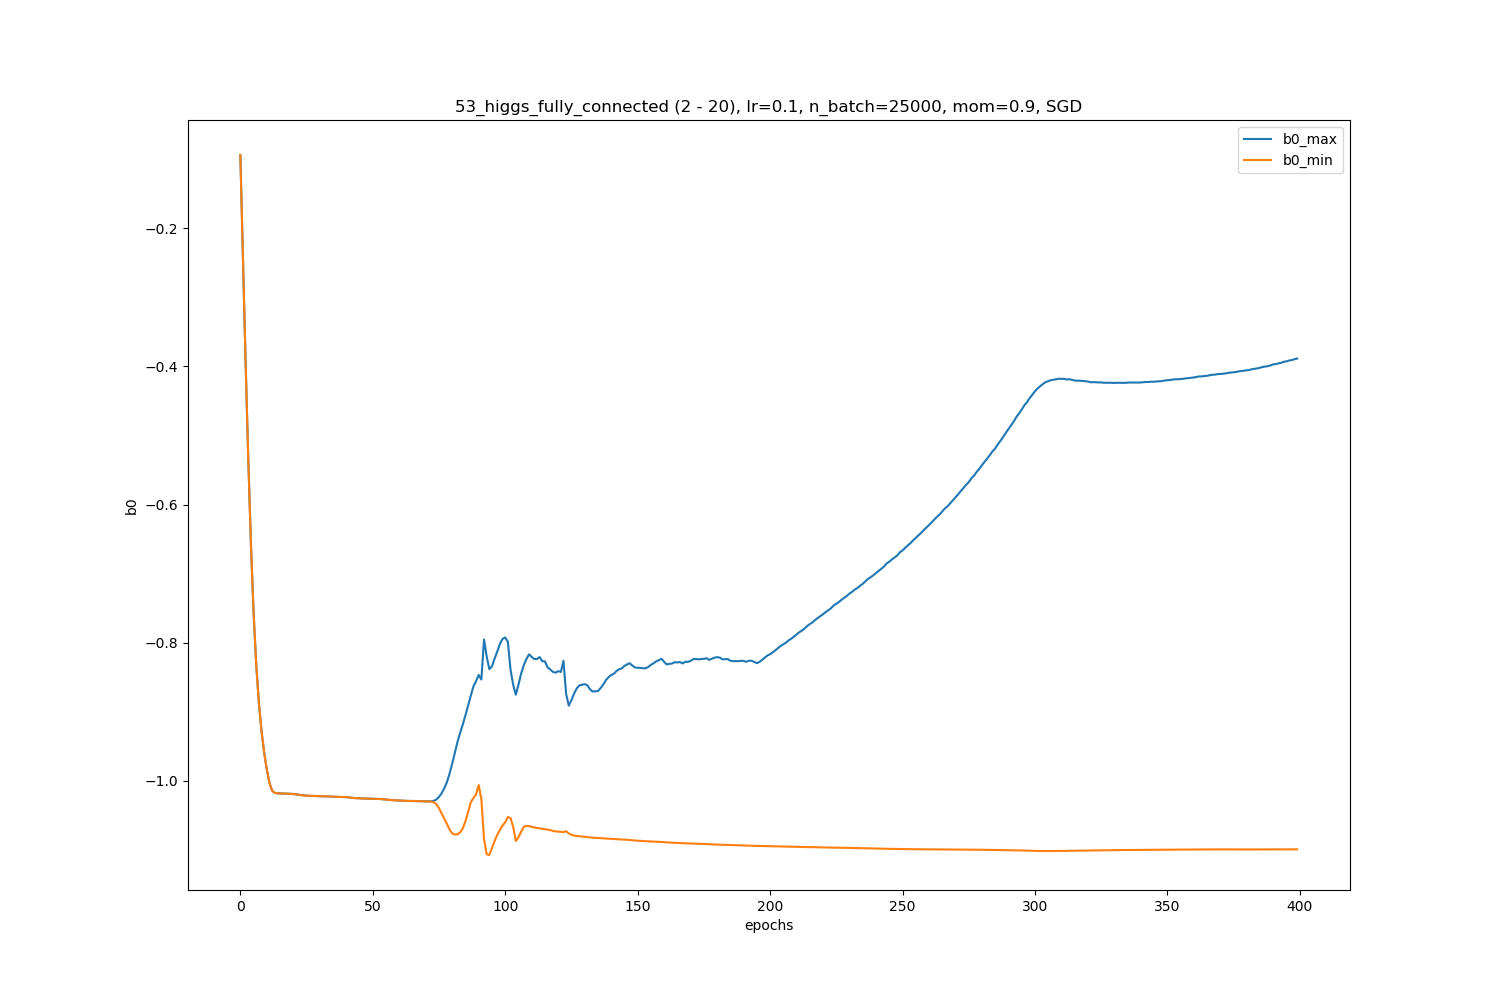 53_higgs_fully_connected (2 - 20), lr=0.1, n_batch=25000, mom=0.9, SGD
b0_max
b0_min
−0.2
−0.4
−0.6
−0.8
−1.0
b0
0 50 100 150 200 250 300 350 400
epochs